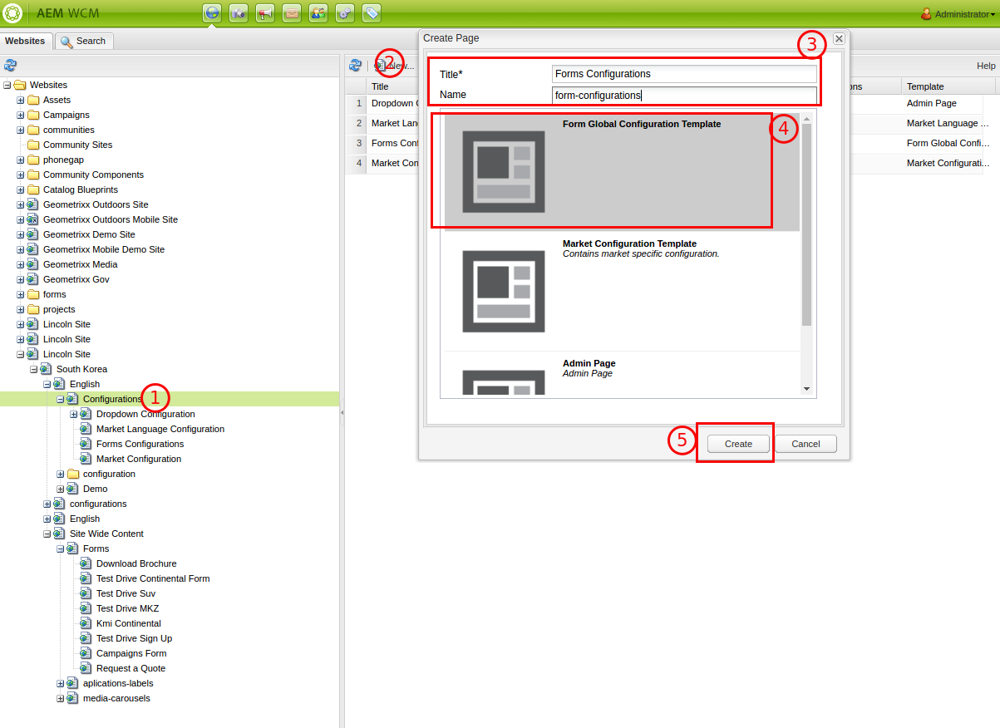 AEM WCM
Administrator
Websites
Search
Websites
Assets
Campaigns
communities
Community Sites
phonegap
Community Components
Catalog Blueprints
Geometrixx Outdoors Site
Geometrixx Outdoors Mobile Site
Geometrixx Demo Site
Geometrixx Mobile Demo Site
Geometrixx Media
Geometrixx Gov
forms
projects
Lincoln Site
Lincoln Site
Lincoln Site
South Korea
English
Configurations
1
Dropdown Configuration
Market Language Configuration
Forms Configurations
Market Configuration
configuration
Demo
configurations
English
Site Wide Content
Forms
Download Brochure
Test Drive Continental Form
Test Drive Suv
Test Drive MKZ
Kmi Continental
Test Drive Sign Up
Campaigns Form
Request a Quote
aplications-labels
media-carousels
2
New...
Help
Title
ons
Template
1
Dropdown C
Admin Page
2
Market Lan
Market Language ...
3
Forms Conf
Form Global Confi...
4
Market Con
Market Configurati...
Create Page
3
Title*
Forms Configurations
Name
form-configurations
Form Global Configuration Template
4
Market Configuration Template
Contains market specific configuration.
Admin Page
Admin Page
5
Create
Cancel